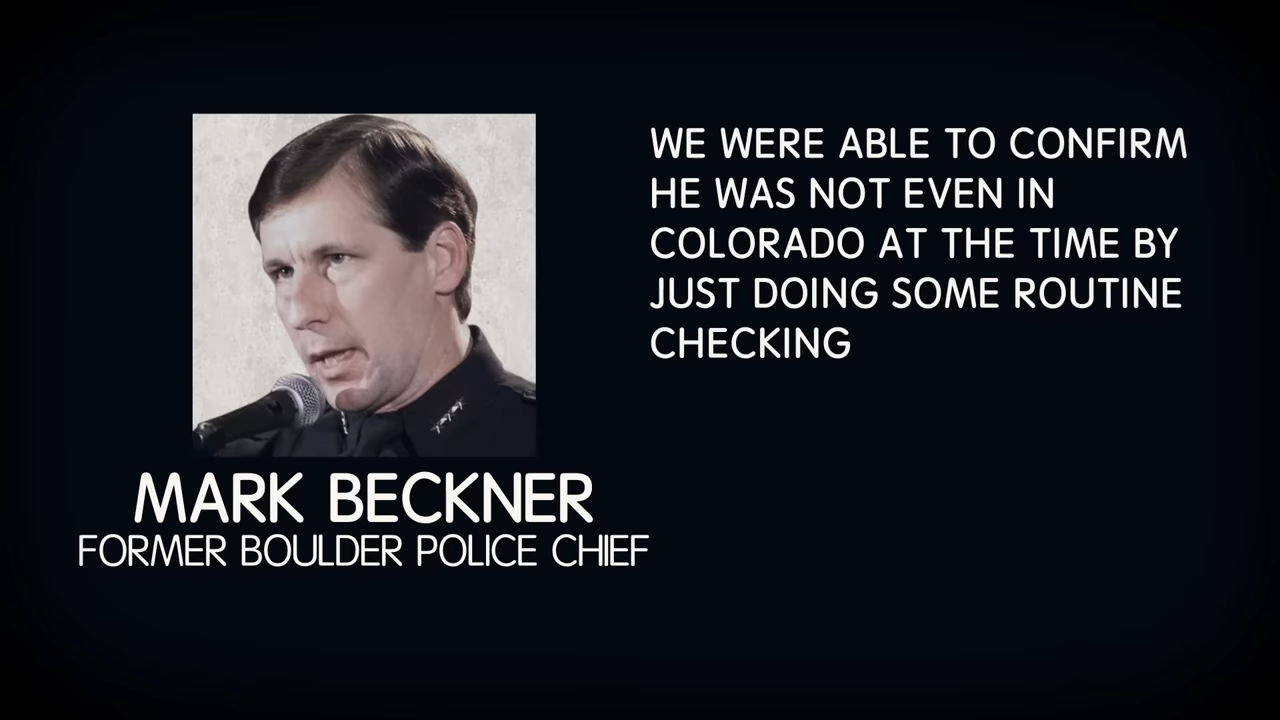 WE WERE ABLE TO CONFIRM
HE WAS NOT EVEN IN
COLORADO AT THE TIME BY
JUST DOING SOME ROUTINE
CHECKING
MARK BECKNER
FORMER BOULDER POLICE CHIEF